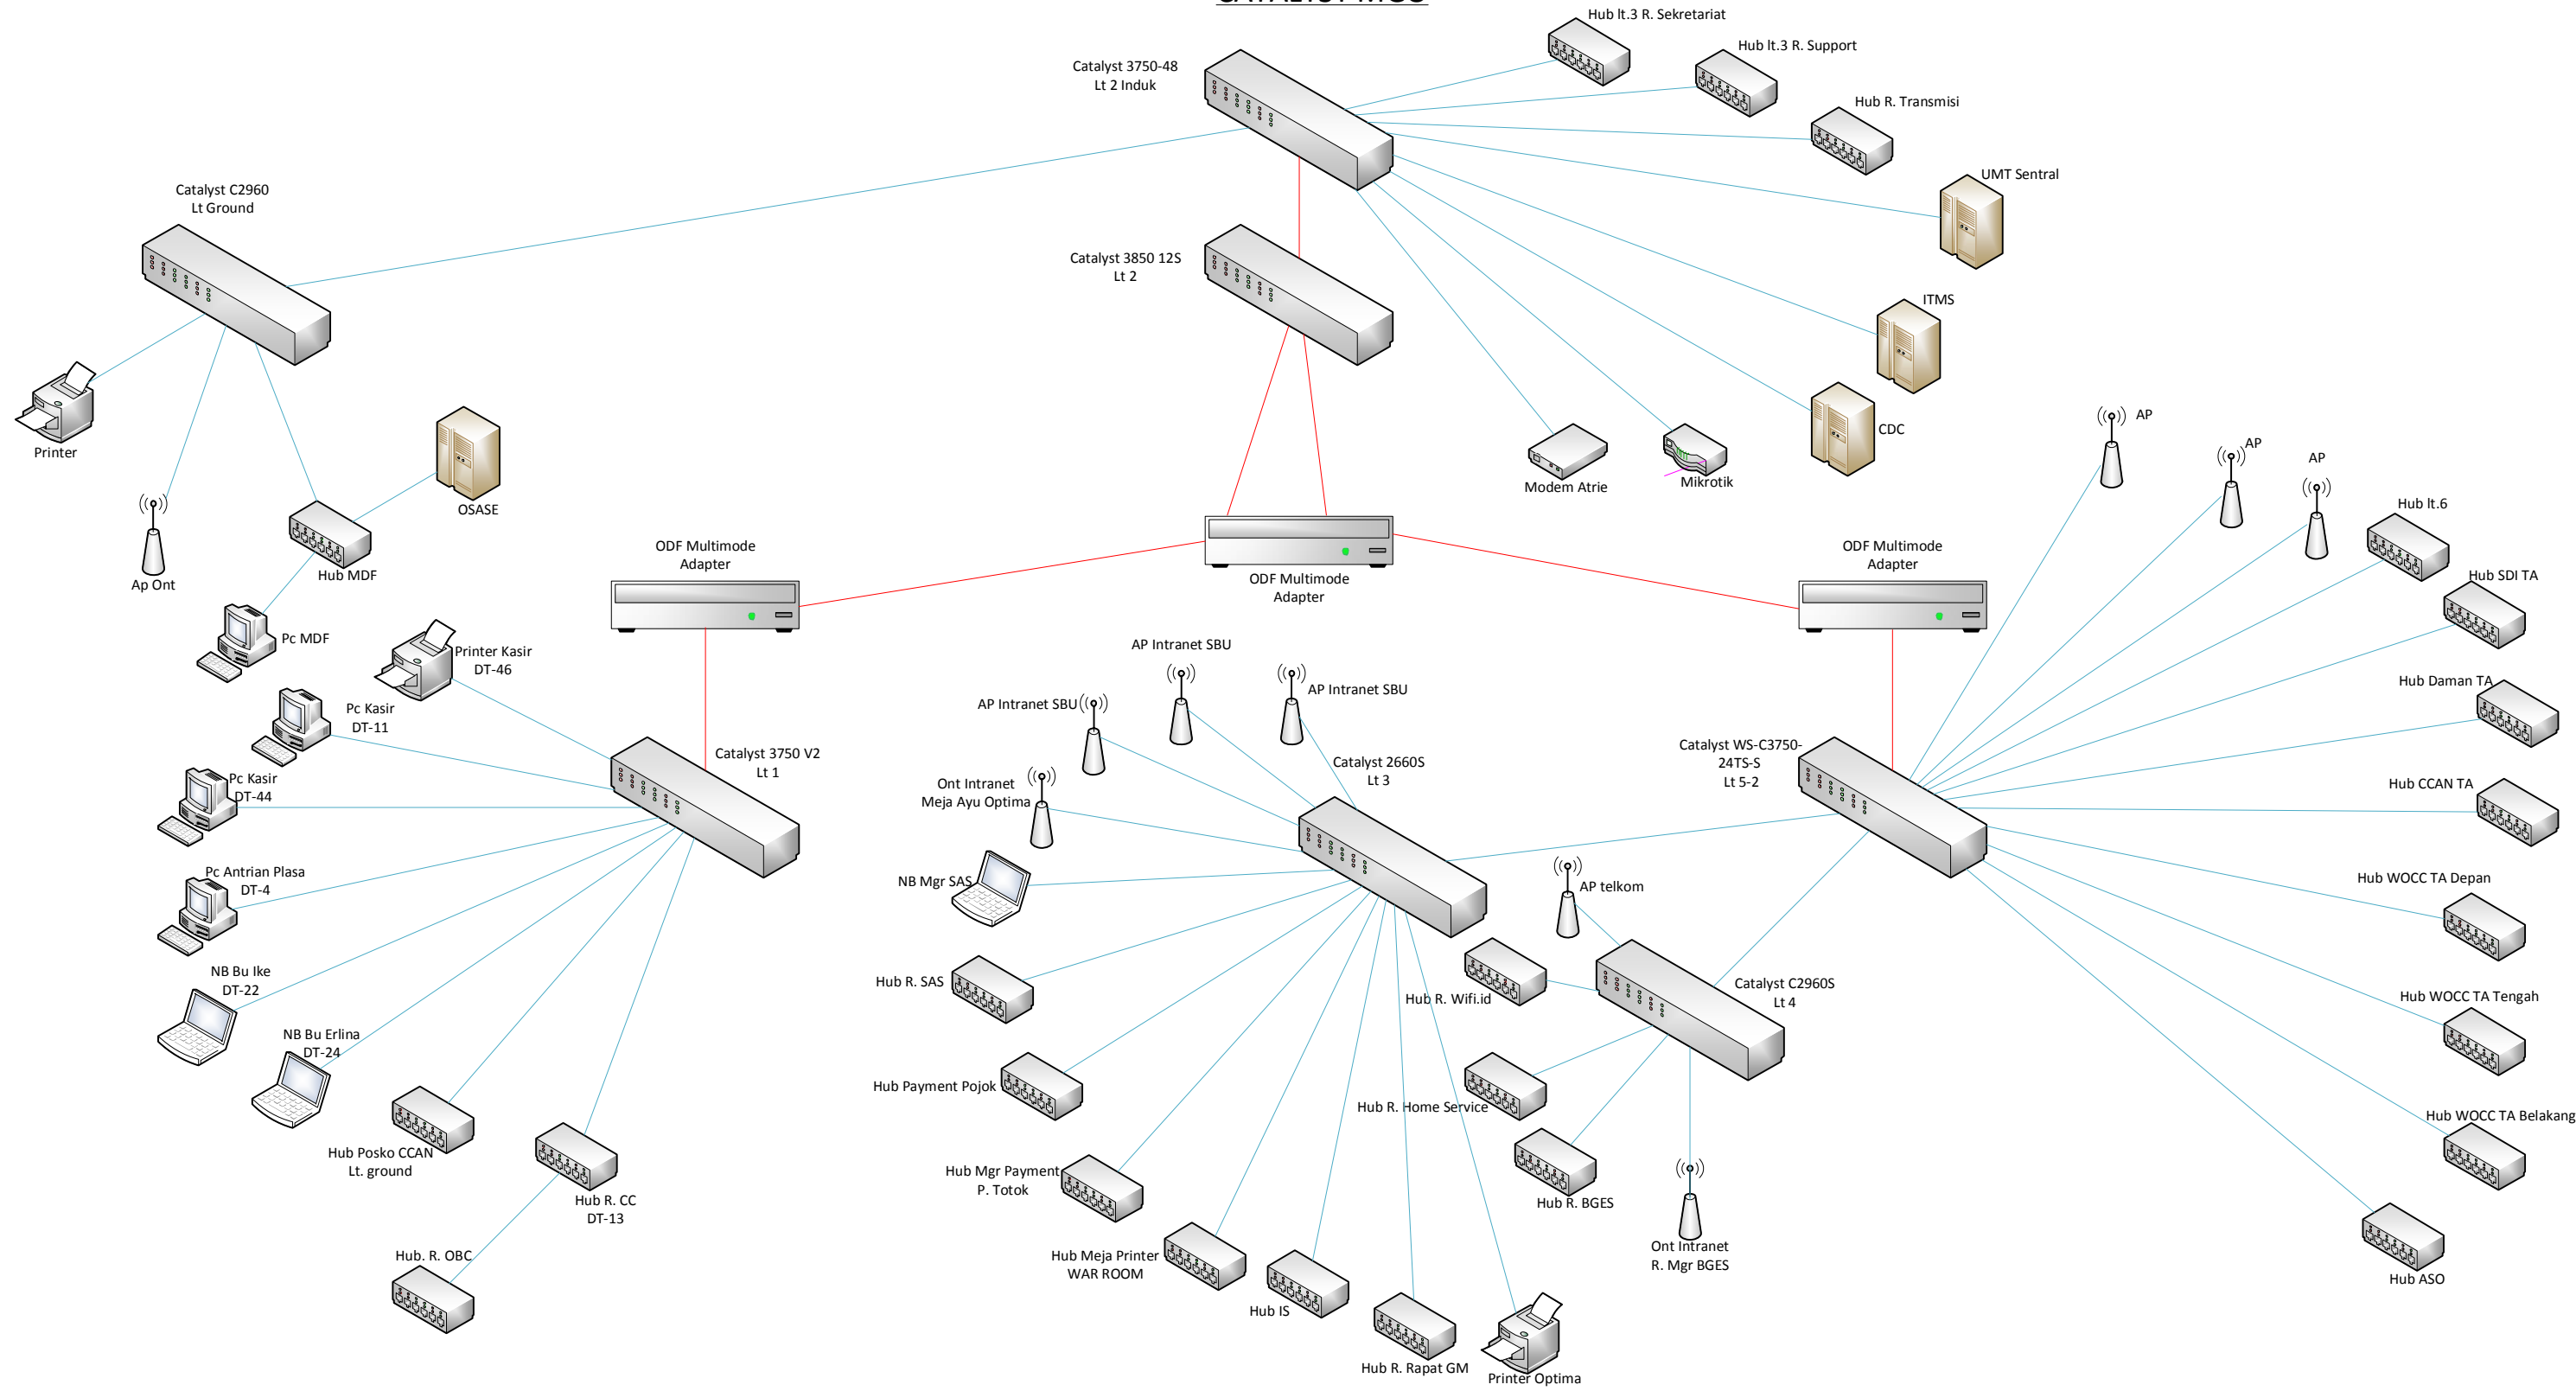 CATALYST MGO
Hub lt.3 R. Sekretariat
Hub lt.3 R. Support
Catalyst 3750-48
Lt 2 Induk
Hub R. Transmisi
UMT Sentral
Catalyst C2960
Lt Ground
Catalyst 3850 12S
Lt 2
ITMS
CDC
AP
AP
AP
Printer
OSASE
Modem Atrie
Mikrotik
Hub lt.6
Ap Ont
Hub MDF
ODF Multimode
Adapter
ODF Multimode
Adapter
ODF Multimode
Adapter
Hub SDI TA
Pc MDF
Printer Kasir
DT-46
AP Intranet SBU
AP Intranet SBU
AP Intranet SBU
Hub Daman TA
Pc Kasir
DT-11
Catalyst 3750 V2
Lt 1
Catalyst 2660S
Lt 3
Catalyst WS-C3750-
24TS-S
Lt 5-2
Pc Kasir
DT-44
Ont Intranet
Meja Ayu Optima
Hub CCAN TA
Pc Antrian Plasa
DT-4
NB Mgr SAS
AP telkom
Hub WOCC TA Depan
NB Bu Ike
DT-22
Hub R. SAS
Hub R. Wifi.id
Catalyst C2960S
Lt 4
Hub WOCC TA Tengah
NB Bu Erlina
DT-24
Hub Payment Pojok
Hub R. Home Service
Hub WOCC TA Belakang
Hub Posko CCAN
Lt. ground
Hub R. CC
DT-13
Hub Mgr Payment
P. Totok
Hub R. BGES
Hub. R. OBC
Hub Meja Printer
WAR ROOM
Ont Intranet
R. Mgr BGES
Hub ASO
Hub IS
Hub R. Rapat GM
Printer Optima